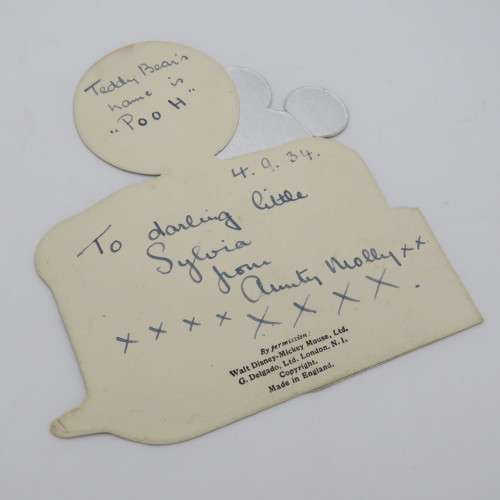 Teddy Bear's
name is
"POOH"
4.9.34.
To darling little
Sylvia
from
Aunty Molly xx
x x x x x x x x.
By permission:
Walt Disney-Mickey Mouse, Ltd.
G. Delgado, Ltd. London. N.1.
Copyright.
Made in England.